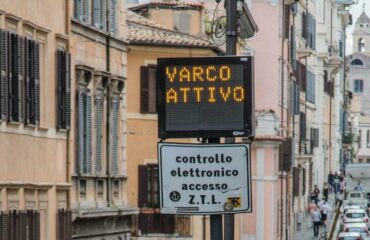 VARCO
ATTIVO
controllo
elettronico
accesso
Z.T.L.